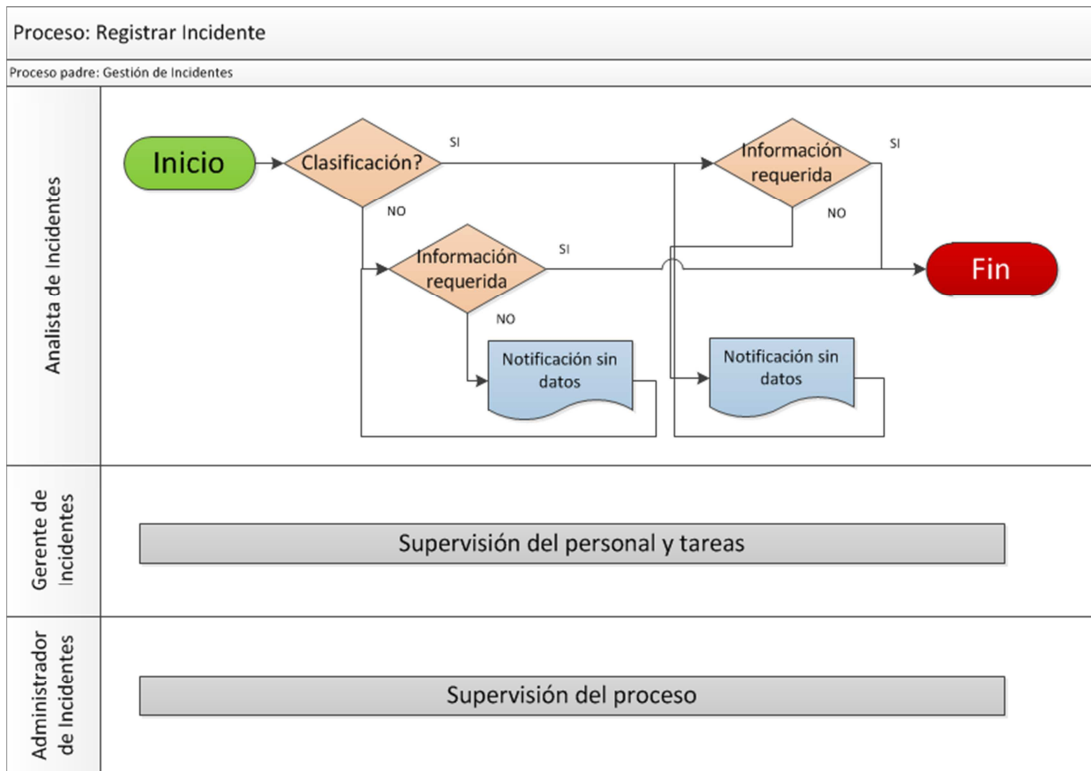 Proceso: Registrar Incidente
Proceso padre: Gestión de Incidentes
Analista de Incidentes
Inicio
Clasificación?
SI
NO
Información
requerida
SI
NO
Información
requerida
SI
NO
Fin
Notificación sin
datos
Notificación sin
datos
Gerente de
Incidentes
Supervisión del personal y tareas
Administrador
de Incidentes
Supervisión del proceso